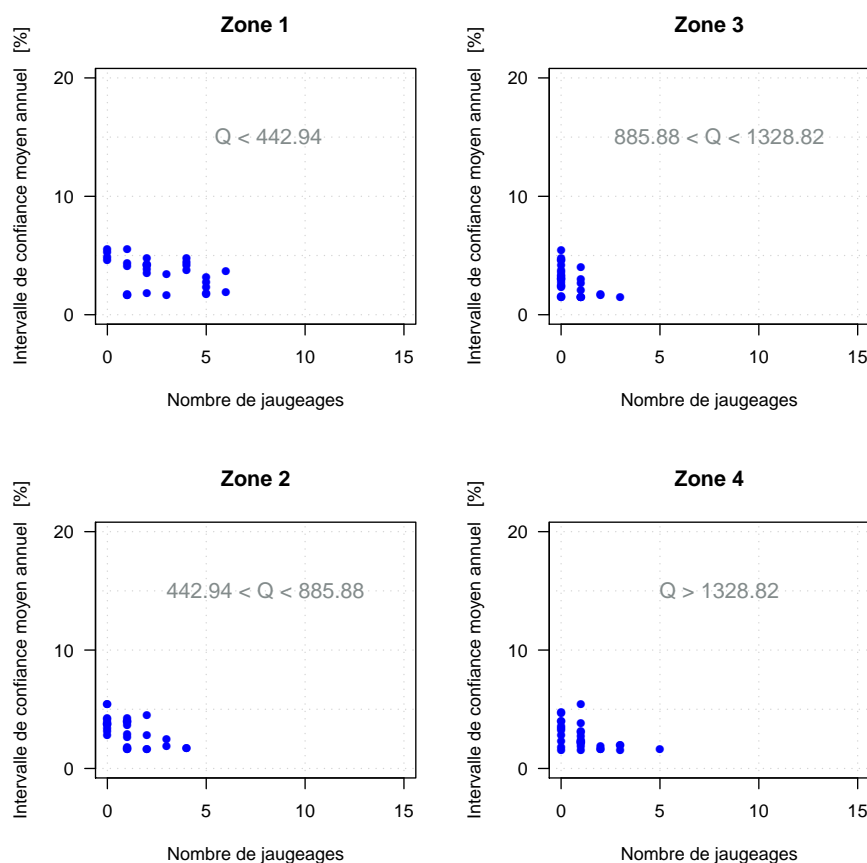 Zone 1
Intervalle de confiance moyen annuel [%]
20
10
0
Q < 442.94
0 5 10 15
Nombre de jaugeages
Zone 3
Intervalle de confiance moyen annuel [%]
20
10
0
885.88 < Q < 1328.82
0 5 10 15
Nombre de jaugeages
Zone 2
Intervalle de confiance moyen annuel [%]
20
10
0
442.94 < Q < 885.88
0 5 10 15
Nombre de jaugeages
Zone 4
Intervalle de confiance moyen annuel [%]
20
10
0
Q > 1328.82
0 5 10 15
Nombre de jaugeages